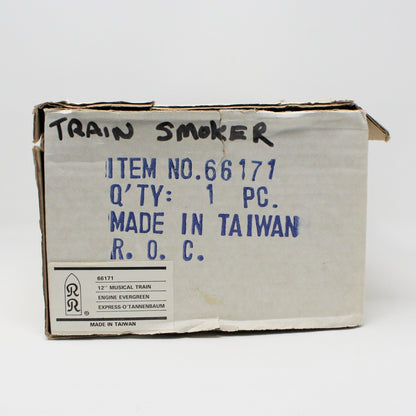 TRAIN SMOKER
ITEM NO.66171
Q'TY: 1 PC.
MADE IN TAIWAN
R. O. C.
RR ®
66171
12" MUSICAL TRAIN
ENGINE EVERGREEN
EXPRESS-O'TANNENBAUM
MADE IN TAIWAN